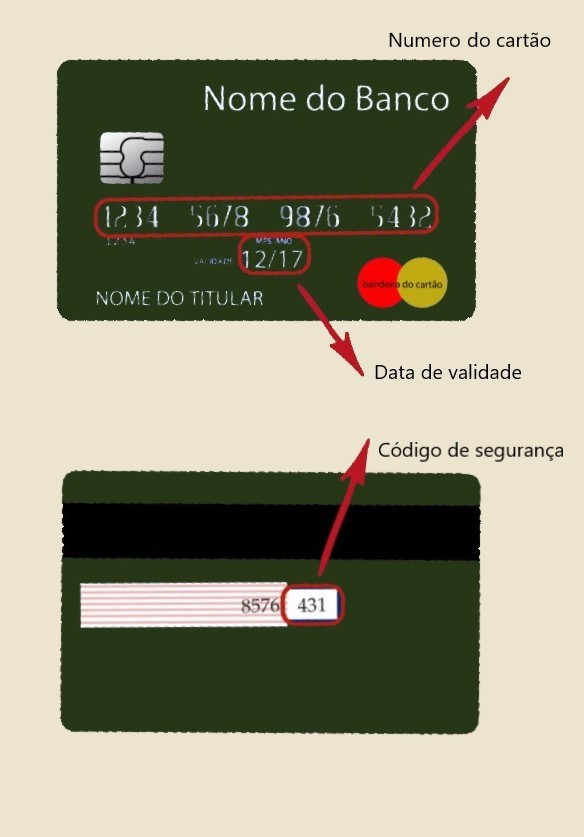 Numero do cartão
Nome do Banco
1234 5678 9876 5432
1234
MES/ANO
VALIDADE 12/17
NOME DO TITULAR
bandeira do cartão
Data de validade
Código de segurança
8576 431